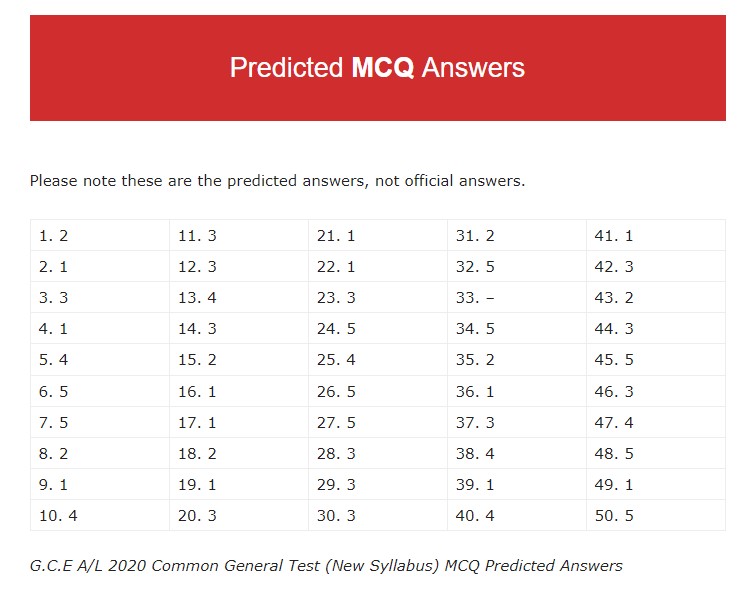 Predicted MCQ Answers
Please note these are the predicted answers, not official answers.
1. 2 11. 3 21. 1 31. 2 41. 1
2. 1 12. 3 22. 1 32. 5 42. 3
3. 3 13. 4 23. 3 33. – 43. 2
4. 1 14. 3 24. 5 34. 5 44. 3
5. 4 15. 2 25. 4 35. 2 45. 5
6. 5 16. 1 26. 5 36. 1 46. 3
7. 5 17. 1 27. 5 37. 3 47. 4
8. 2 18. 2 28. 3 38. 4 48. 5
9. 1 19. 1 29. 3 39. 1 49. 1
10. 4 20. 3 30. 3 40. 4 50. 5
G.C.E A/L 2020 Common General Test (New Syllabus) MCQ Predicted Answers